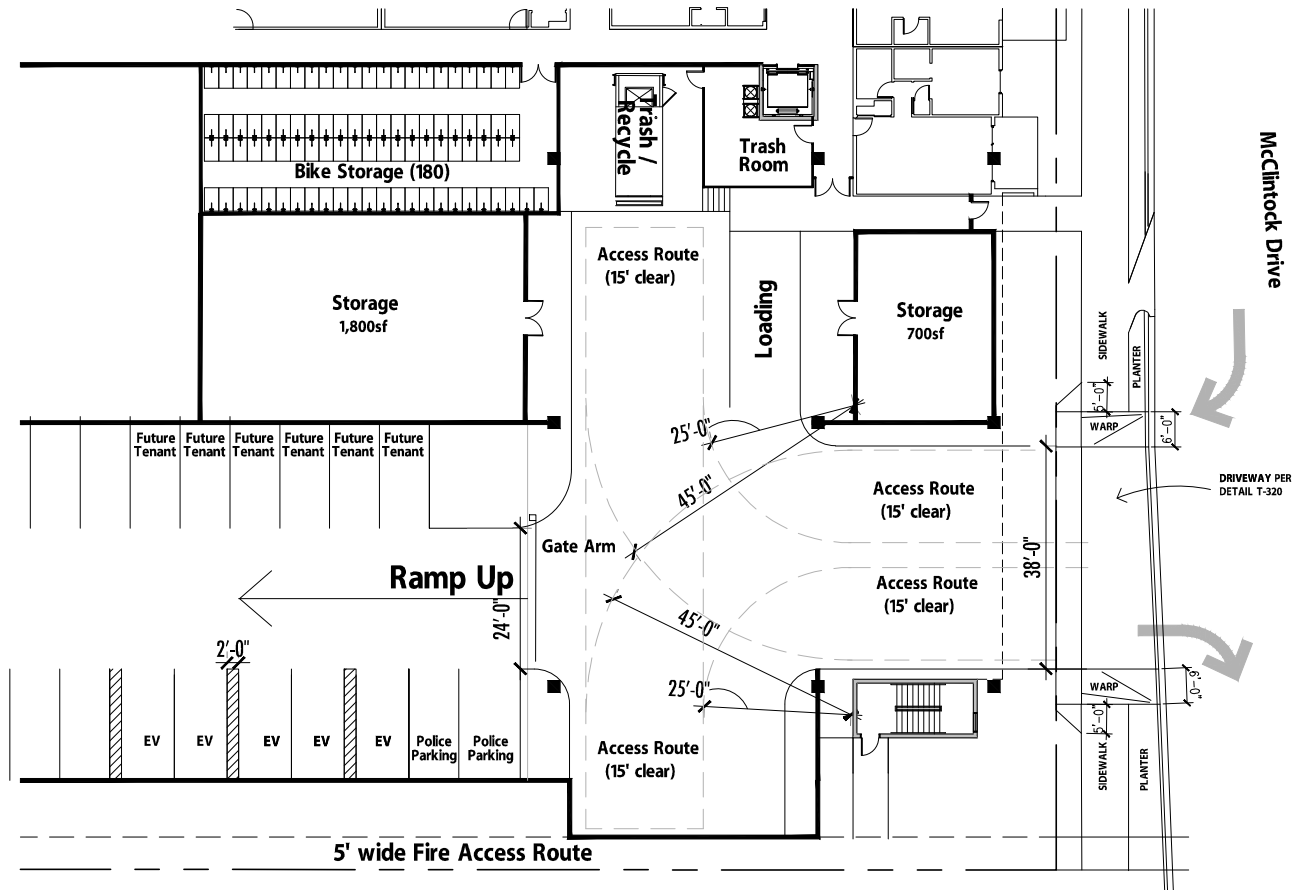 Trash /
Recycle
Trash
Room
Bike Storage (180)
McClintock Drive
Access Route
(15' clear)
Storage
1,800sf
Loading
Storage
700sf
SIDEWALK
PLANTER
5'-0"
WARP
6'-0"
Future
Tenant
Future
Tenant
Future
Tenant
Future
Tenant
Future
Tenant
Future
Tenant
25'-0"
45'-0"
Access Route
(15' clear)
DRIVEWAY PER
DETAIL T-320
Gate Arm
38'-0"
Ramp Up
24'-0"
Access Route
(15' clear)
45'-0"
2'-0"
25'-0"
WARP
6'-0"
5'-0"
EV
EV
EV
EV
EV
Police
Parking
Police
Parking
Access Route
(15' clear)
SIDEWALK
PLANTER
5' wide Fire Access Route